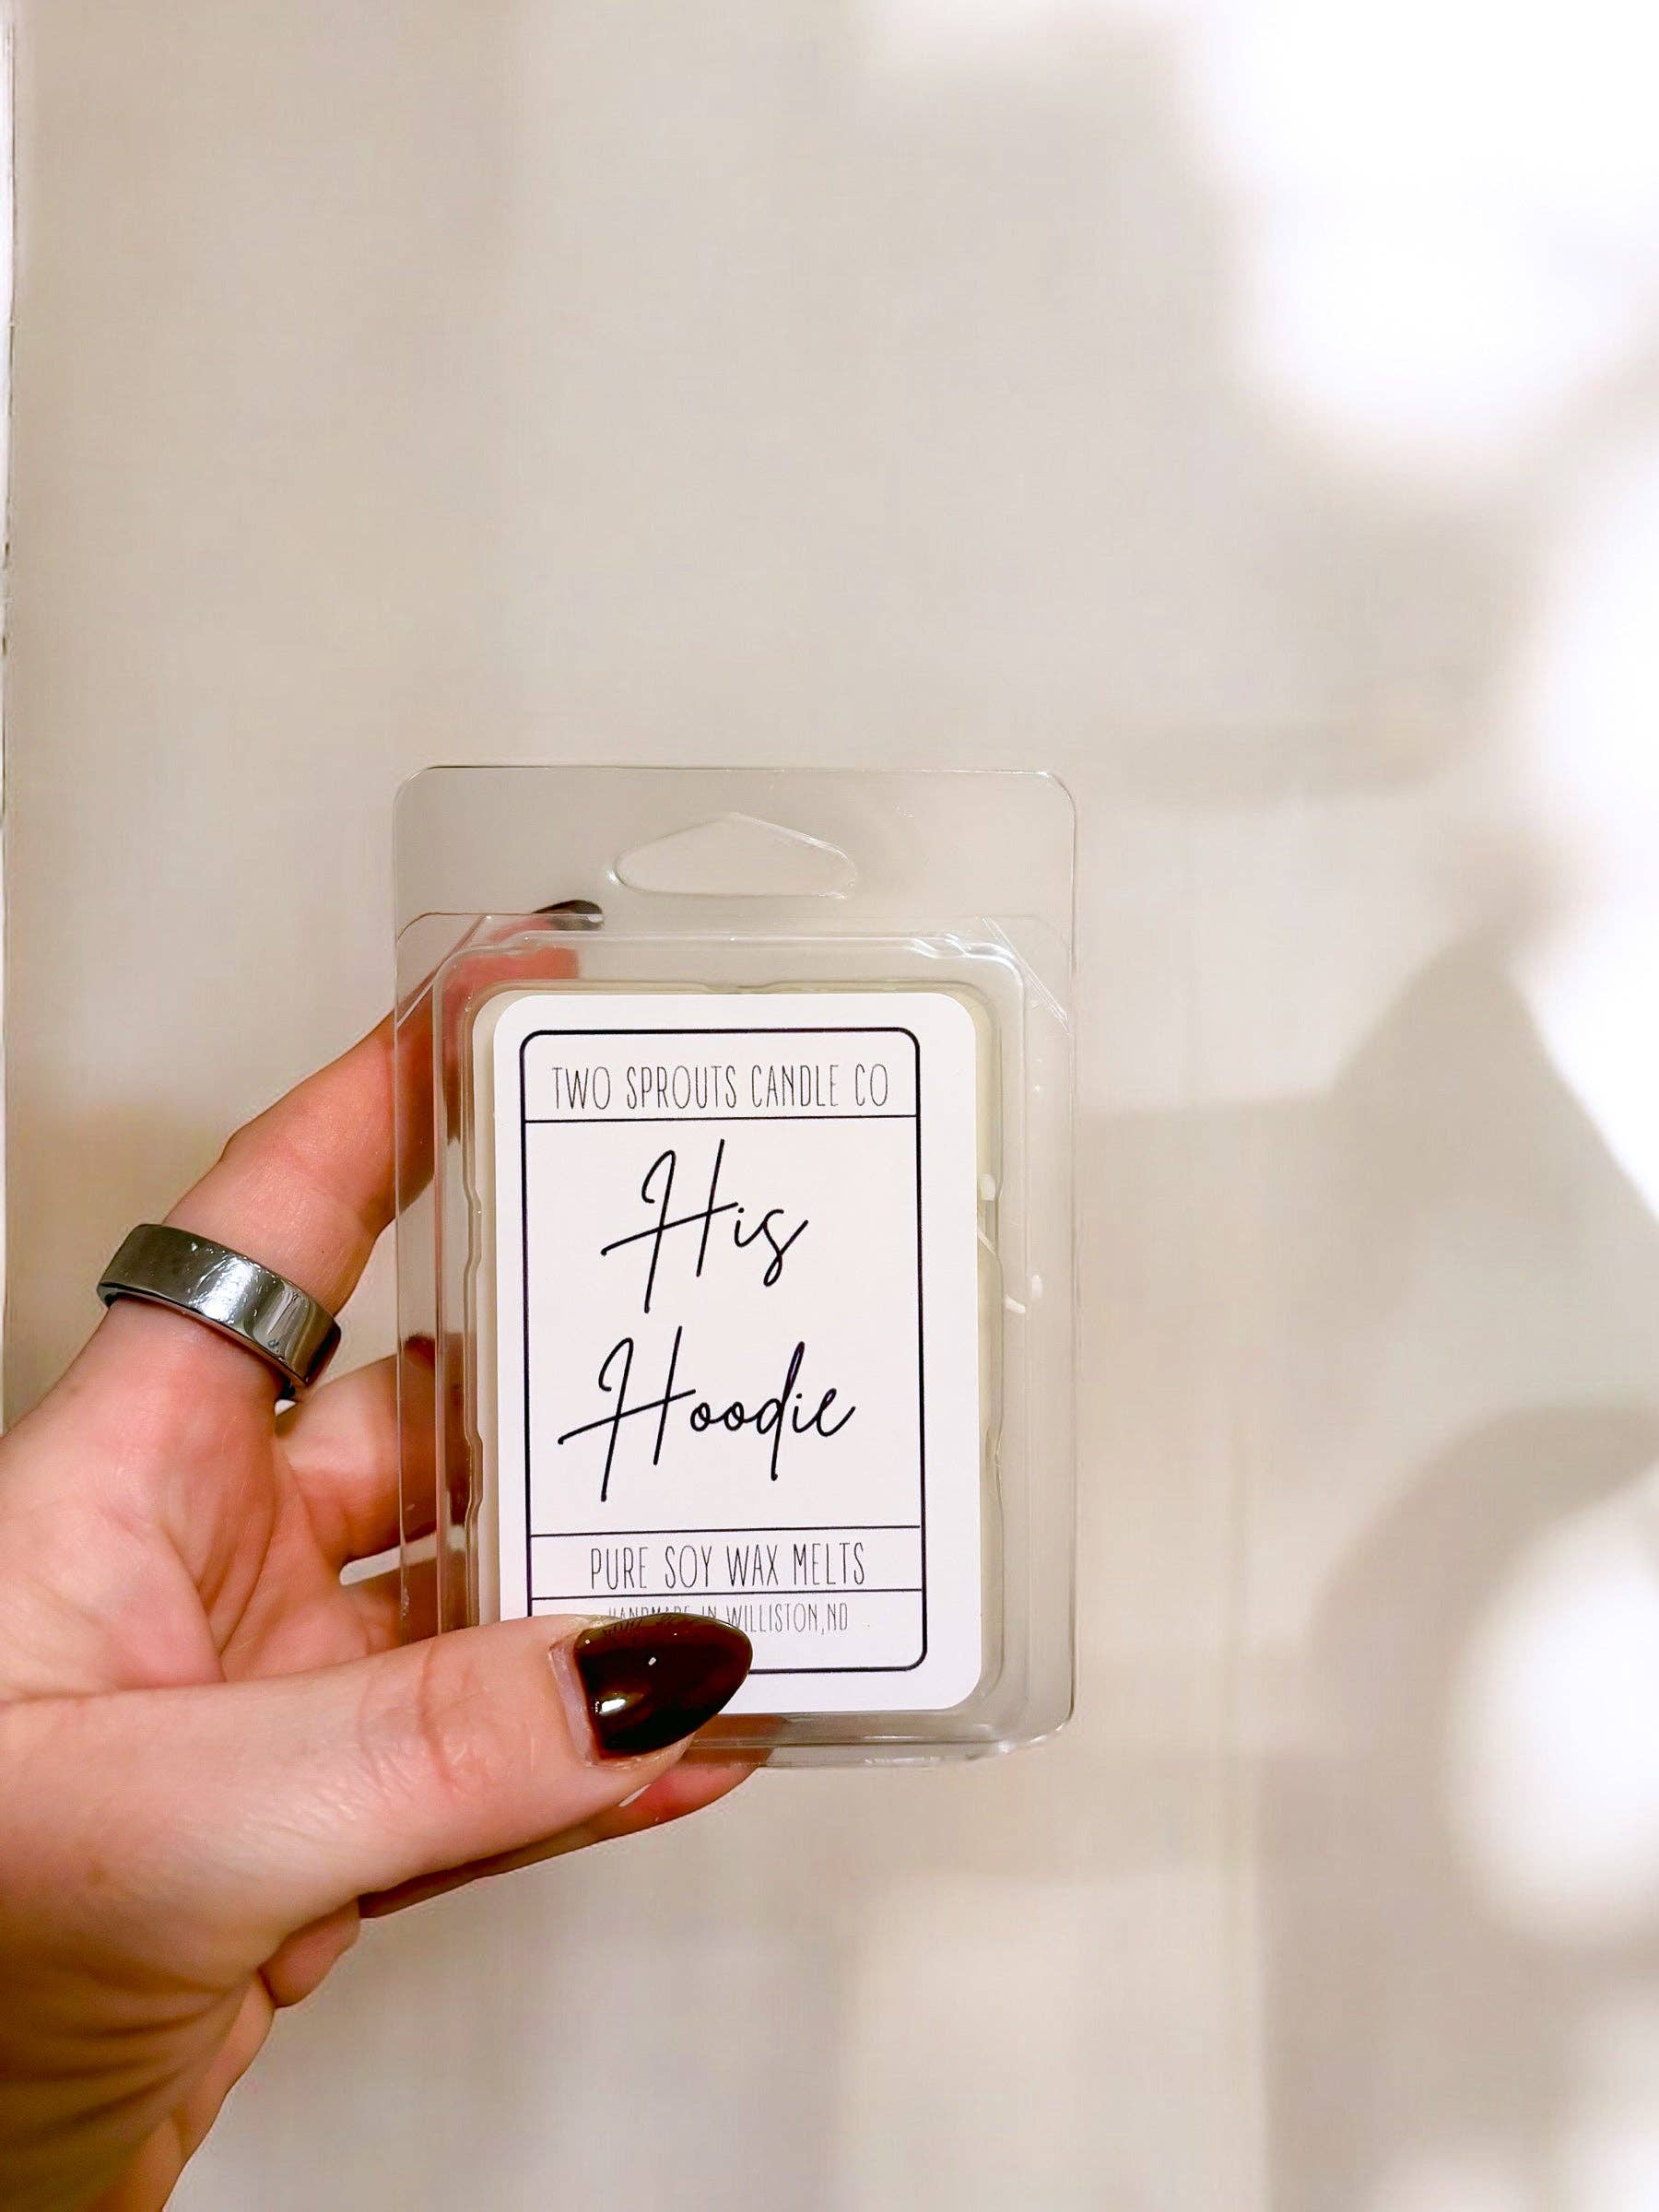 TWO SPROUTS CANDLE CO
His
Hoodie
PURE SOY WAX MELTS
HANDMADE IN WILLISTON, ND